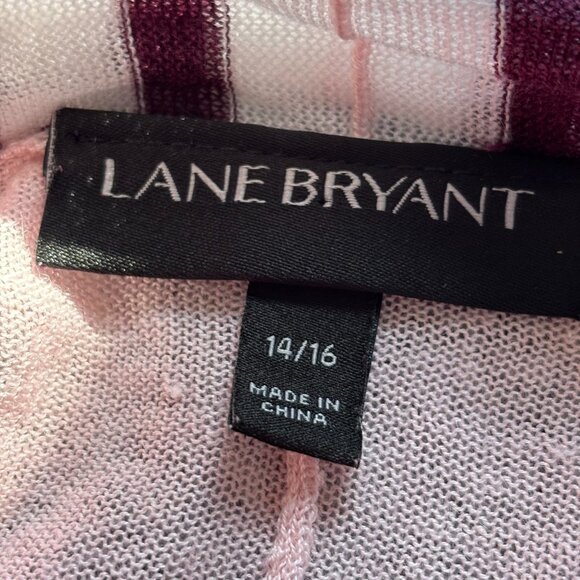 LANE BRYANT
14/16
MADE IN
CHINA